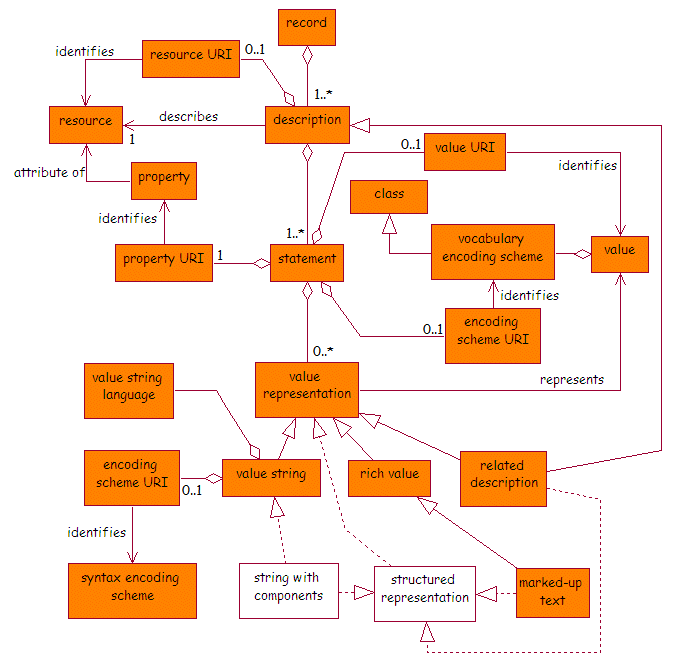 record
identifies
resource URI
0..1
1..*
resource
describes
description
1
0..1
value URI
attribute of
property
identifies
class
identifies
1..*
property URI
1
statement
vocabulary
encoding scheme
value
identifies
0..1
encoding
scheme URI
0..*
value string
language
value
representation
represents
encoding
scheme URI
0..1
value string
rich value
related
description
identifies
syntax encoding
scheme
string with
components
structured
representation
marked-up
text